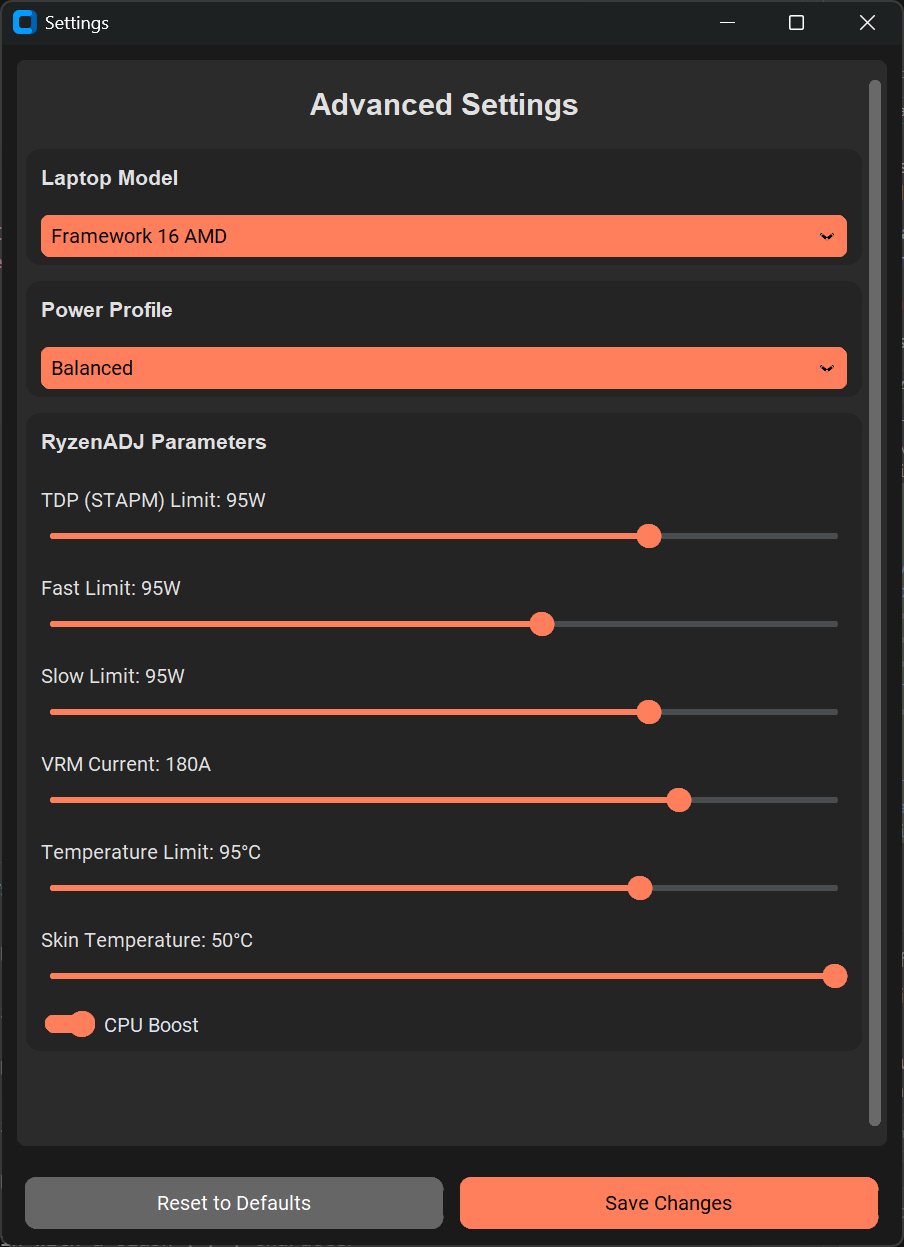 Settings
Advanced Settings
Laptop Model
Framework 16 AMD
Power Profile
Balanced
RyzenADJ Parameters
TDP (STAPM) Limit: 95W
Fast Limit: 95W
Slow Limit: 95W
VRM Current: 180A
Temperature Limit: 95°C
Skin Temperature: 50°C
CPU Boost
Reset to Defaults
Save Changes